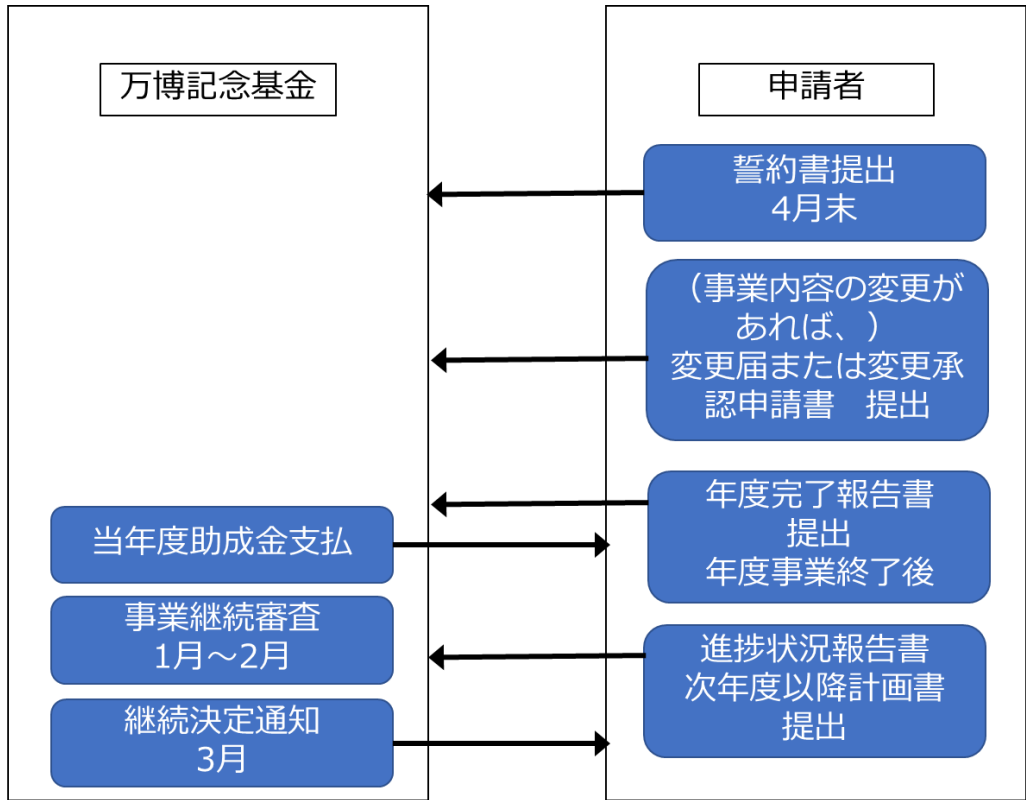 万博記念基金
申請者
誓約書提出
4月末
（事業内容の変更が
あれば、）
変更届または変更承
認申請書　提出
年度完了報告書
提出
年度事業終了後
当年度助成金支払
事業継続審査
1月～2月
進捗状況報告書
次年度以降計画書
提出
継続決定通知
3月